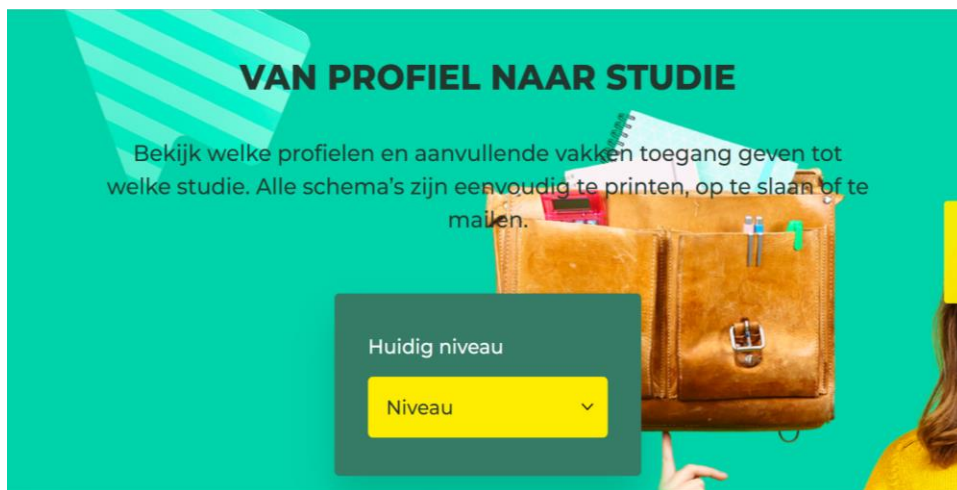 VAN PROFIEL NAAR STUDIE
Bekijk welke profielen en aanvullende vakken toegang geven tot
welke studie. Alle schema's zijn eenvoudig te printen, op te slaan of te
mailen.
Huidig niveau
Niveau